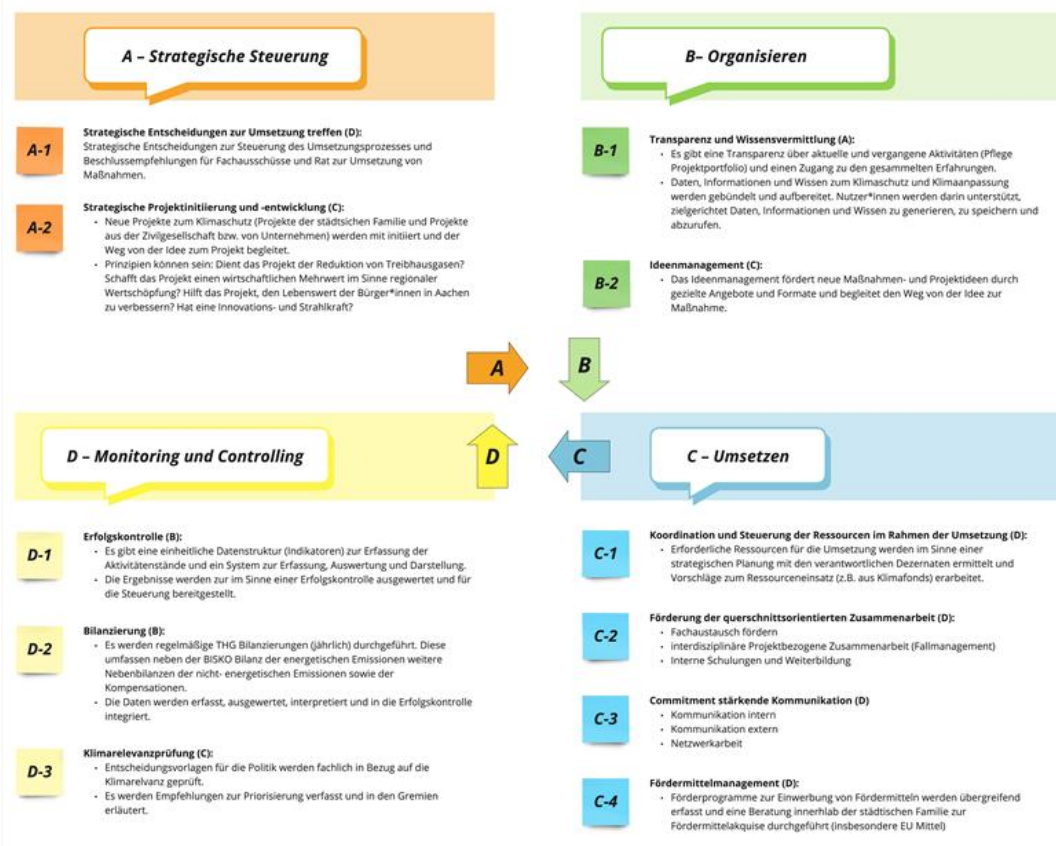 A – Strategische Steuerung
A-1
Strategische Entscheidungen zur Umsetzung treffen (D):
Strategische Entscheidungen zur Steuerung des Umsetzungsprozesses und
Beschlussempfehlungen für Fachausschüsse und Rat zur Umsetzung von
Maßnahmen.
A-2
Strategische Projektinitiierung und -entwicklung (C):
• Neue Projekte zum Klimaschutz (Projekte der städtsichen Familie und Projekte
aus der Zivilgesellschaft bzw. von Unternehmen) werden mit initiiert und der
Weg von der Idee zum Projekt begleitet.
• Prinzipien können sein: Dient das Projekt der Reduktion von Treibhausgasen?
Schafft das Projekt einen wirtschaftlichen Mehrwert im Sinne regionaler
Wertschöpfung? Hilft das Projekt, den Lebenswert der Bürger*innen in Aachen
zu verbessern? Hat eine Innovations- und Strahlkraft?
B– Organisieren
B-1
Transparenz und Wissensvermittlung (A):
• Es gibt eine Transparenz über aktuelle und vergangene Aktivitäten (Pflege
Projektportfolio) und einen Zugang zu den gesammelten Erfahrungen.
• Daten, Informationen und Wissen zum Klimaschutz und Klimaanpassung
werden gebündelt und aufbereitet. Nutzer*innen werden darin unterstützt,
zielgerichtet Daten, Informationen und Wissen zu generieren, zu speichern und
abzurufen.
B-2
Ideenmanagement (C):
• Das Ideenmanagement fördert neue Maßnahmen- und Projektideen durch
gezielte Angebote und Formate und begleitet den Weg von der Idee zur
Maßnahme.
A
B
D
C
D – Monitoring und Controlling
D-1
Erfolgskontrolle (B):
• Es gibt eine einheitliche Datenstruktur (Indikatoren) zur Erfassung der
Aktivitätenstände und ein System zur Erfassung, Auswertung und Darstellung.
• Die Ergebnisse werden zur im Sinne einer Erfolgskontrolle ausgewertet und für
die Steuerung bereitgestellt.
D-2
Bilanzierung (B):
• Es werden regelmäßige THG Bilanzierungen (jährlich) durchgeführt. Diese
umfassen neben der BISKO Bilanz der energetischen Emissionen weitere
Nebenbilanzen der nicht- energetischen Emissionen sowie der
Kompensationen.
• Die Daten werden erfasst, ausgewertet, interpretiert und in die Erfolgskontrolle
integriert.
D-3
Klimarelevanzprüfung (C):
• Entscheidungsvorlagen für die Politik werden fachlich in Bezug auf die
Klimarelvanz geprüft.
• Es werden Empfehlungen zur Priorisierung verfasst und in den Gremien
erläutert.
C – Umsetzen
C-1
Koordination und Steuerung der Ressourcen im Rahmen der Umsetzung (D):
• Erforderliche Ressourcen für die Umsetzung werden im Sinne einer
strategischen Planung mit den verantwortlichen Dezernaten ermittelt und
Vorschläge zum Ressourceneinsatz (z.B. aus Klimafonds) erarbeitet.
C-2
Förderung der querschnittsorientierten Zusammenarbeit (D):
• Fachaustausch fördern
• interdisziplinäre Projektbezogene Zusammenarbeit (Fallmanagement)
• Interne Schulungen und Weiterbildung
C-3
Commitment stärkende Kommunikation (D)
• Kommunikation intern
• Kommunikation extern
• Netzwerkarbeit
C-4
Fördermittelmanagement (D):
• Förderprogramme zur Einwerbung von Fördermitteln werden übergreifend
erfasst und eine Beratung innerhlab der städtischen Familie zur
Fördermittelakquise durchgeführt (insbesondere EU Mittel)